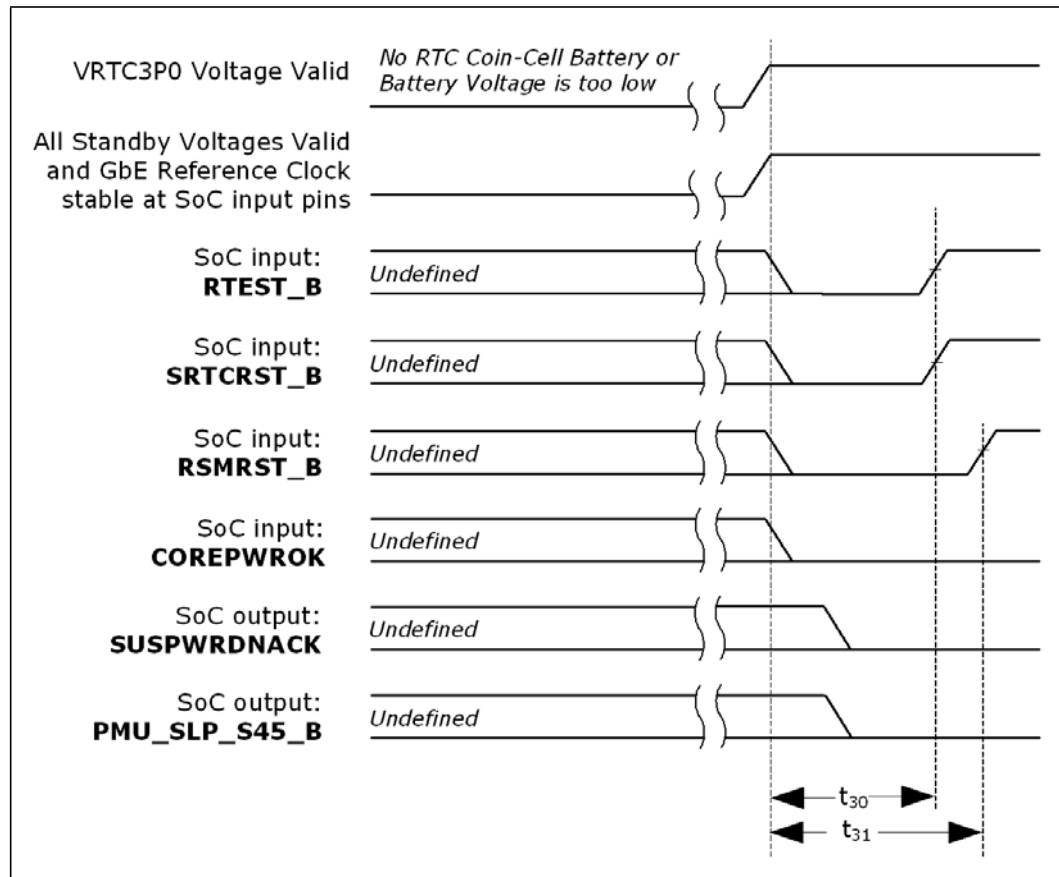 VRTC3P0 Voltage Valid
No RTC Coin-Cell Battery or
Battery Voltage is too low
All Standby Voltages Valid
and GbE Reference Clock
stable at SoC input pins
SoC input:
RTEST_B
Undefined
SoC input:
SRTCRST_B
Undefined
SoC input:
RSMRST_B
Undefined
SoC input:
COREPWROK
Undefined
SoC output:
SUSPWRDNACK
Undefined
SoC output:
PMU_SLP_S45_B
Undefined
t30
t31